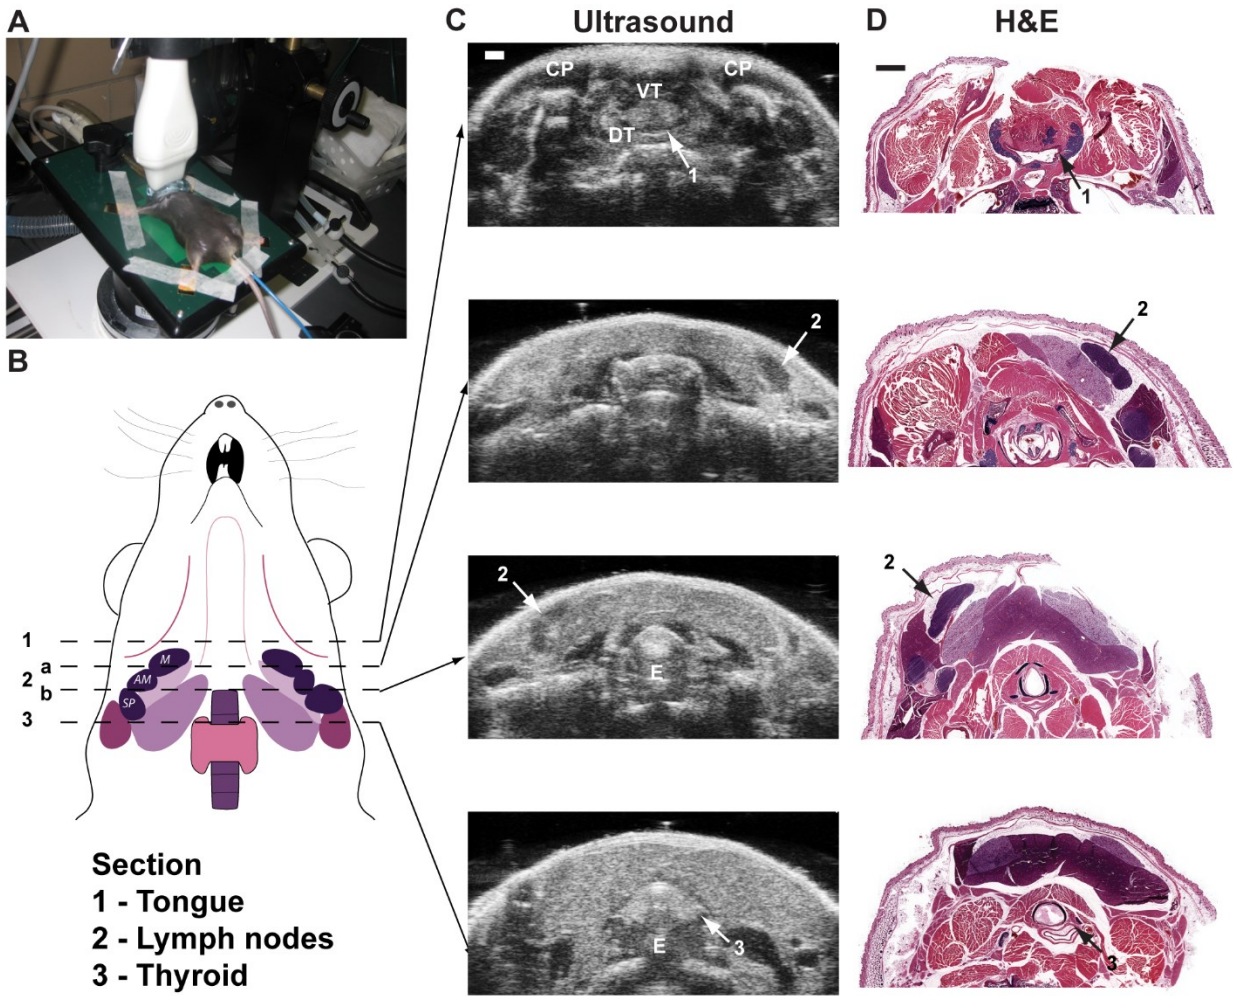 A
B
1
a
2
b
3
M
AM
SP
Section
1 - Tongue
2 - Lymph nodes
3 - Thyroid
C
Ultrasound
CP
CP
VT
DT
1
2
2
E
E
3
D
H&E
1
2
2
3